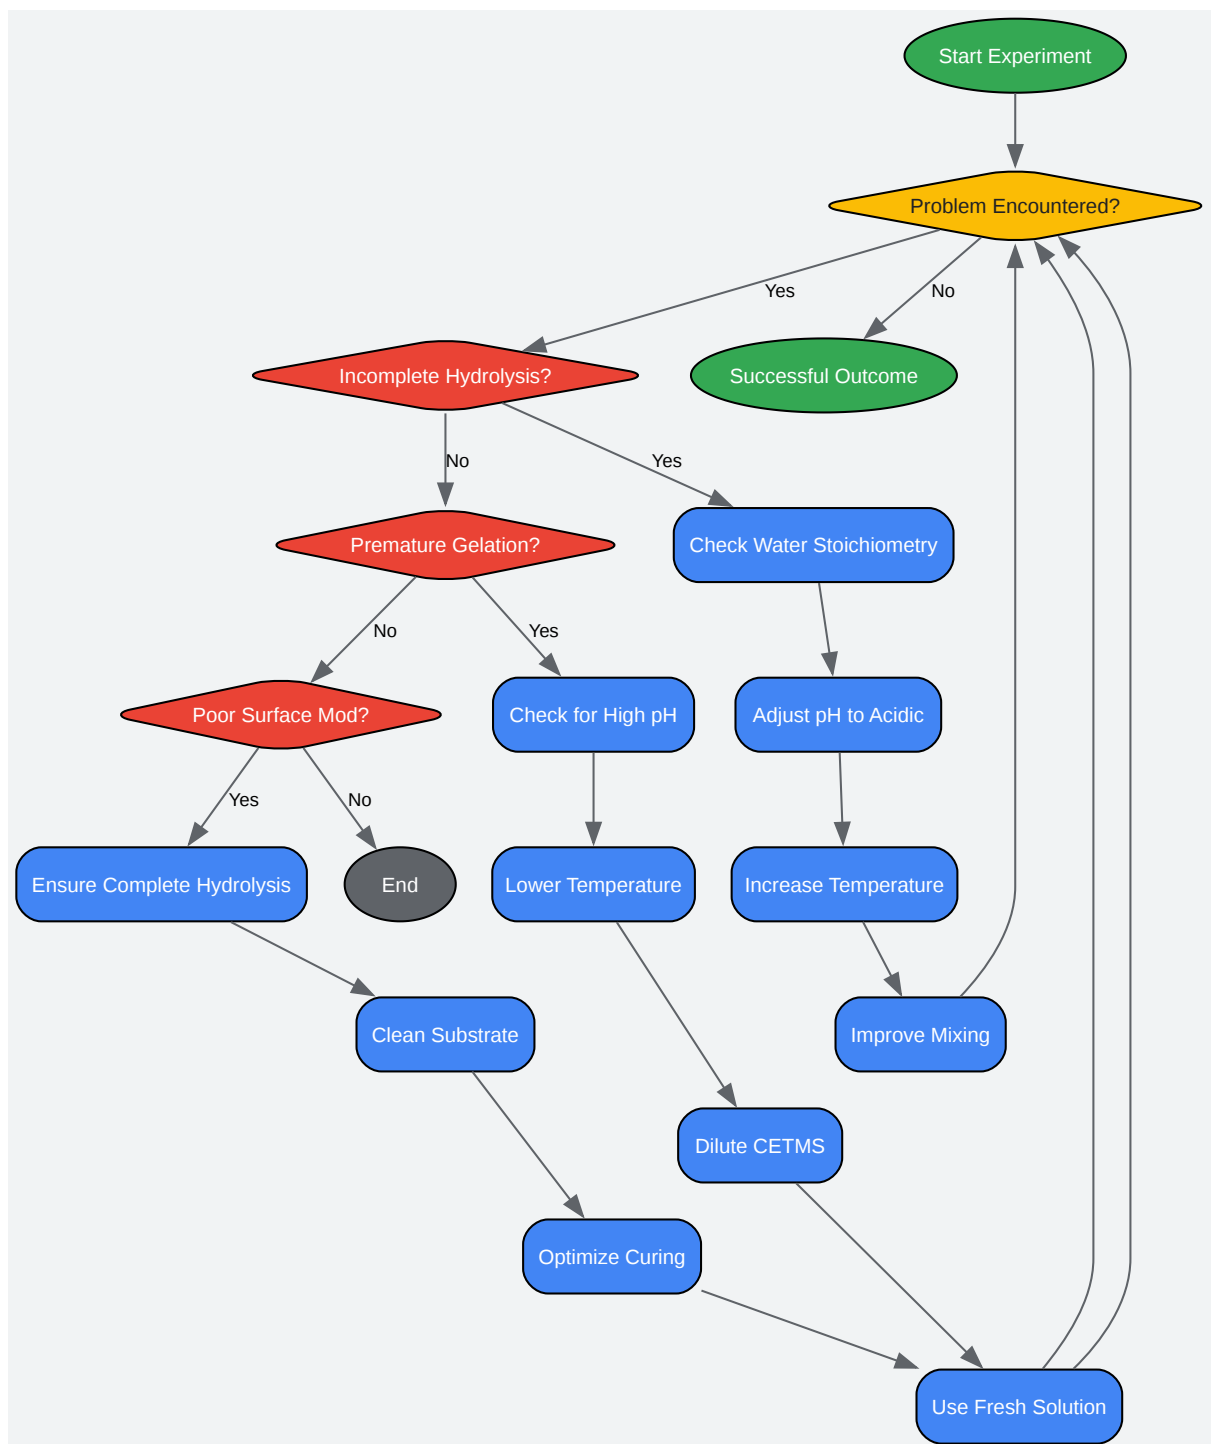 Start Experiment
Problem Encountered?
Yes
No
Incomplete Hydrolysis?
Successful Outcome
No
Yes
Premature Gelation?
Check Water Stoichiometry
No
Yes
Poor Surface Mod?
Check for High pH
Adjust pH to Acidic
Yes
No
Ensure Complete Hydrolysis
End
Lower Temperature
Increase Temperature
Clean Substrate
Improve Mixing
Dilute CETMS
Optimize Curing
Use Fresh Solution